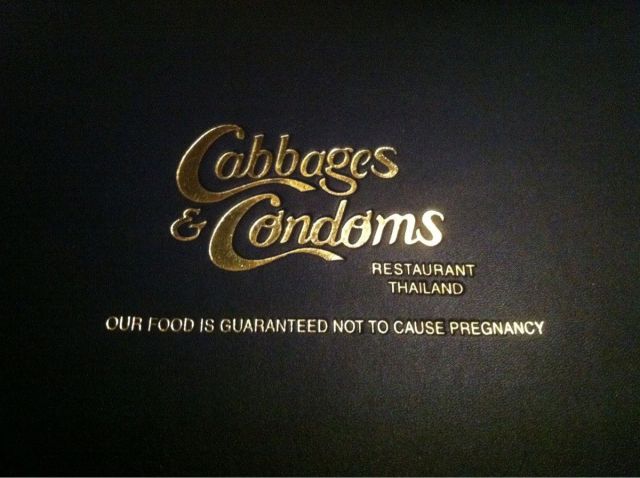 Cabbages
& Condoms
RESTAURANT
THAILAND
OUR FOOD IS GUARANTEED NOT TO CAUSE PREGNANCY